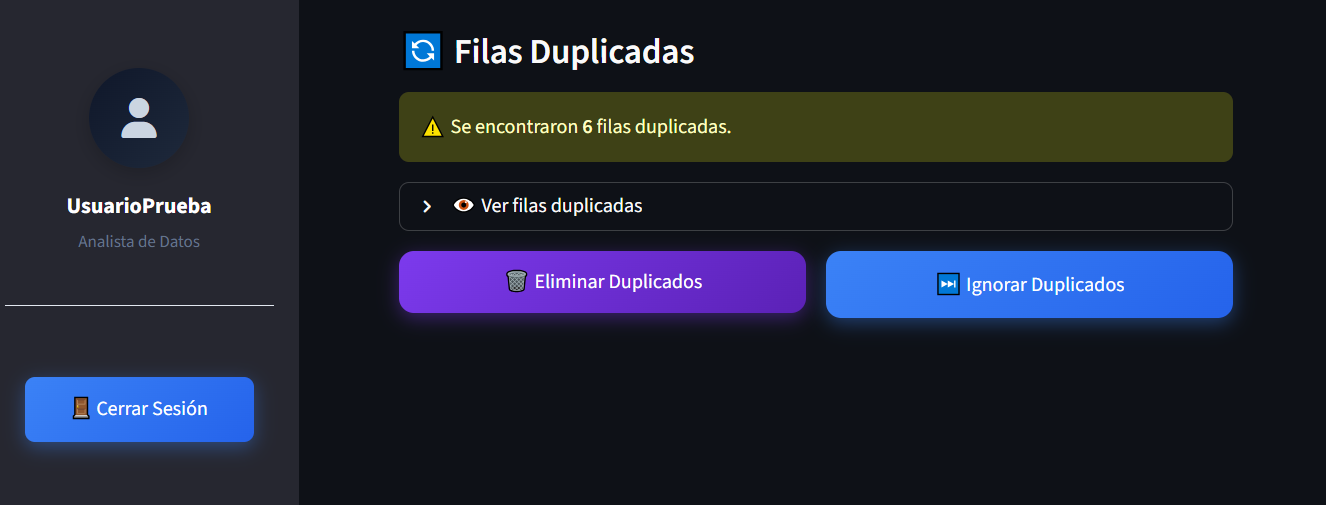 UsuarioPrueba
Analista de Datos
Cerrar Sesión
Filas Duplicadas
Se encontraron 6 filas duplicadas.
Ver filas duplicadas
Eliminar Duplicados
Ignorar Duplicados